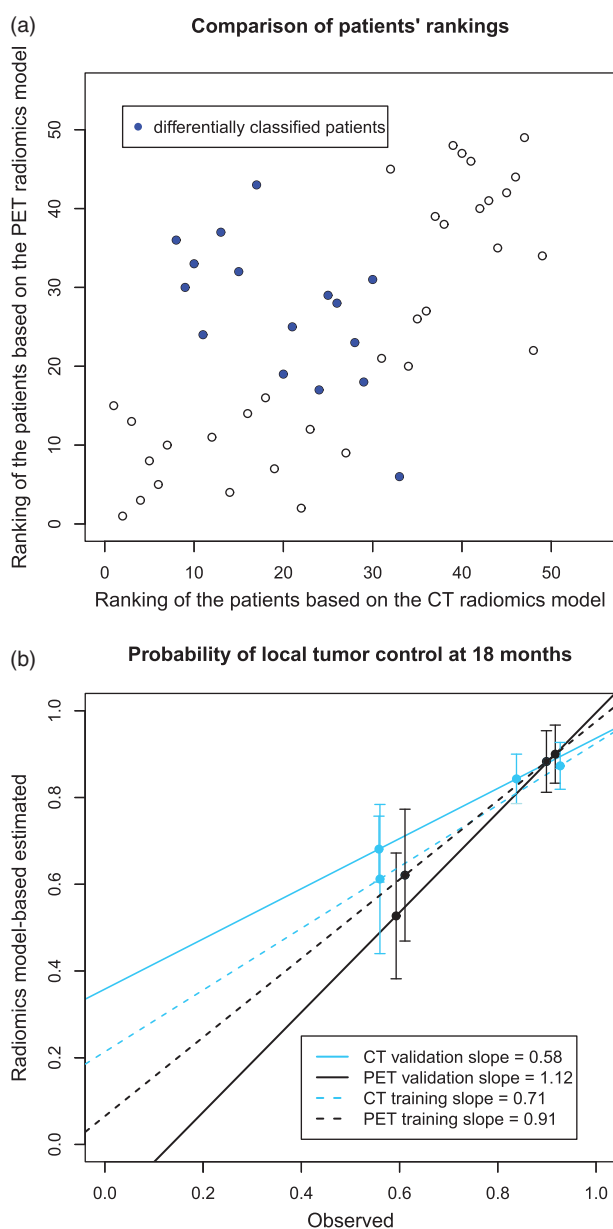 (a)
Comparison of patients' rankings
Ranking of the patients based on the PET radiomics model
50
40
30
20
10
0
differentially classified patients
0 10 20 30 40 50
Ranking of the patients based on the CT radiomics model
(b)
Probability of local tumor control at 18 months
Radiomics model-based estimated
1.0
0.8
0.6
0.4
0.2
0.0
CT validation slope = 0.58
PET validation slope = 1.12
CT training slope = 0.71
PET training slope = 0.91
0.0 0.2 0.4 0.6 0.8 1.0
Observed